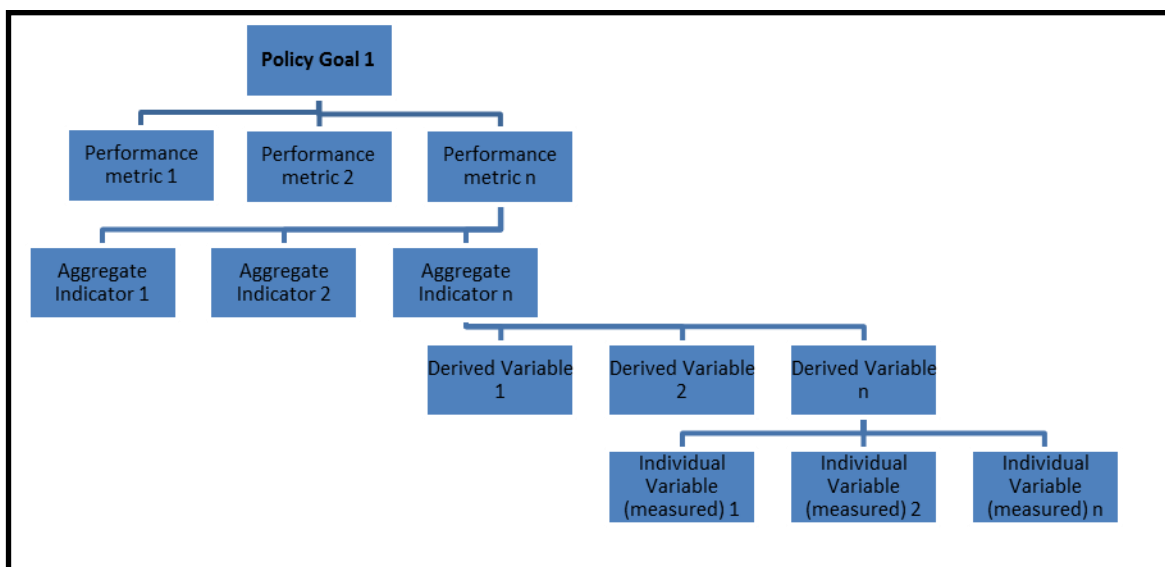 Policy Goal 1
Performance
metric 1
Performance
metric 2
Performance
metric n
Aggregate
Indicator 1
Aggregate
Indicator 2
Aggregate
Indicator n
Derived Variable
1
Derived Variable
2
Derived Variable
n
Individual
Variable
(measured) 1
Individual
Variable
(measured) 2
Individual
Variable
(measured) n